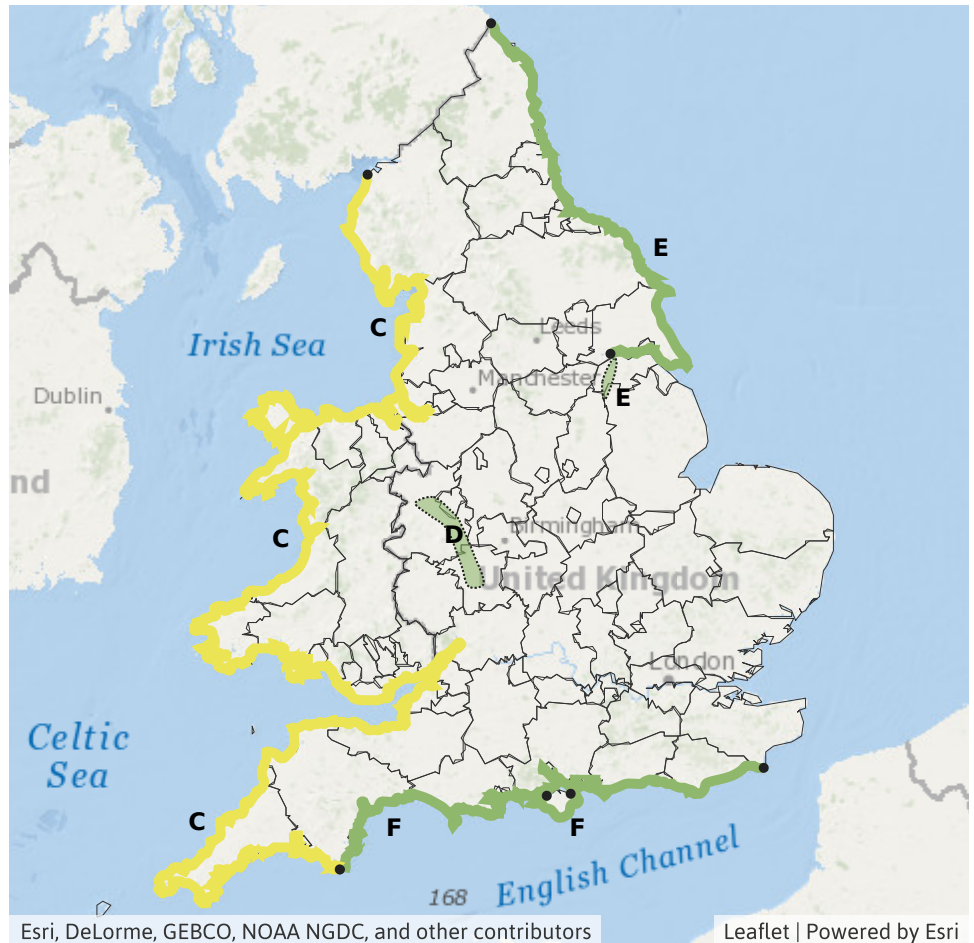 E
C
Leeds
Irish Sea
Manchester
Dublin
E
nd
Birmingham
D
C
United Kingdom
London
Celtic
Sea
C
F
F
English Channel
168
Esri, DeLorme, GEBCO, NOAA NGDC, and other contributors
Leaflet | Powered by Esri